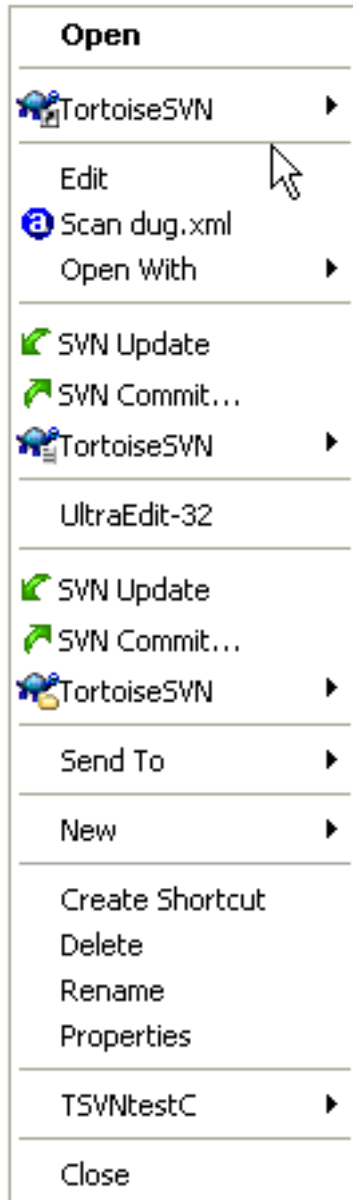 Open
TortoiseSVN
Edit
Scan dug.xml
Open With
SVN Update
SVN Commit...
TortoiseSVN
UltraEdit-32
SVN Update
SVN Commit...
TortoiseSVN
Send To
New
Create Shortcut
Delete
Rename
Properties
TSVNtestC
Close